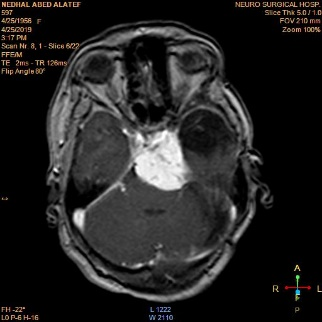 NEDHAL ABED ALATEF
597
4/25/1956 F
4/25/2019
3:17 PM
Scan Nr. 8, 1 - Slice 6/22
FFE/M
TE 2ms - TR 126ms
Flip Angle 80°
NEURO SURGICAL HOSP.
Slice Thk 5.0 / 1.0
FOV 210 mm
Zoom 100%
A
R
L
F
P
FH -22°
L0 P-6 H-16
L 1222
W 2110